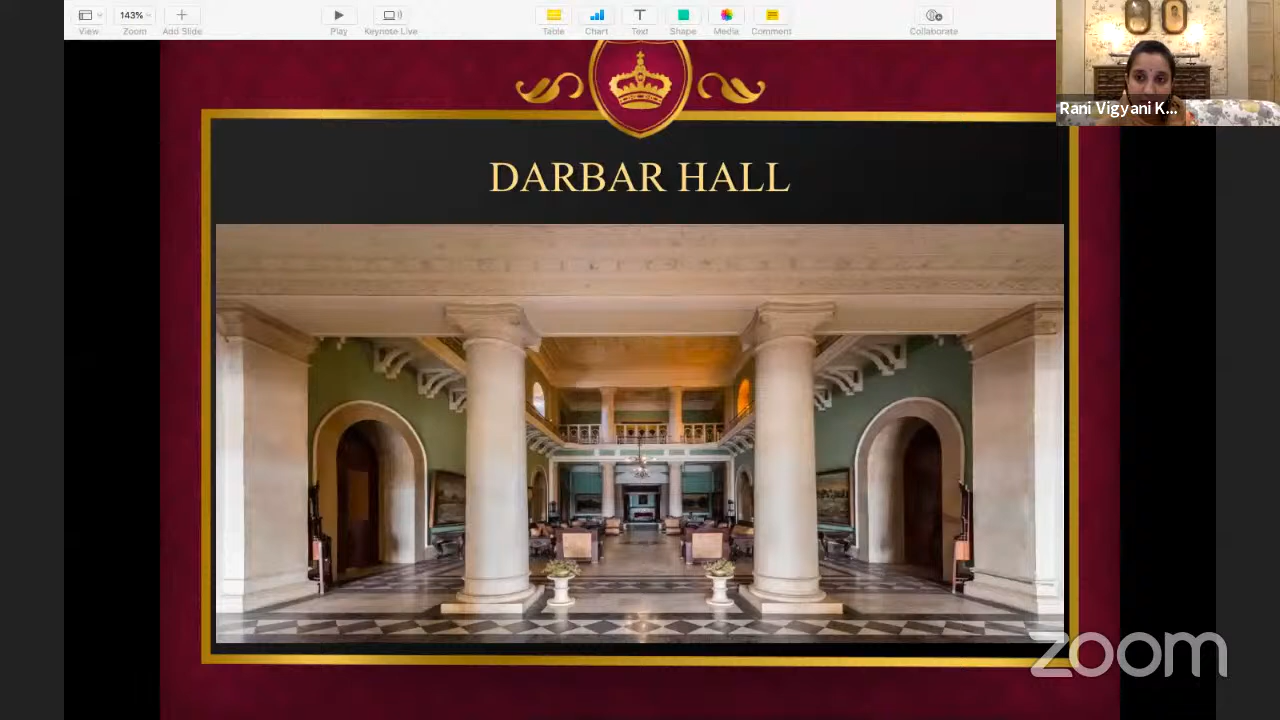 143%
View
Zoom
Add Slide
Play
Keynote Live
Table
Chart
Text
Shape
Media
Comment
Collaborate
Rani Vigyani K...
DARBAR HALL
zoom